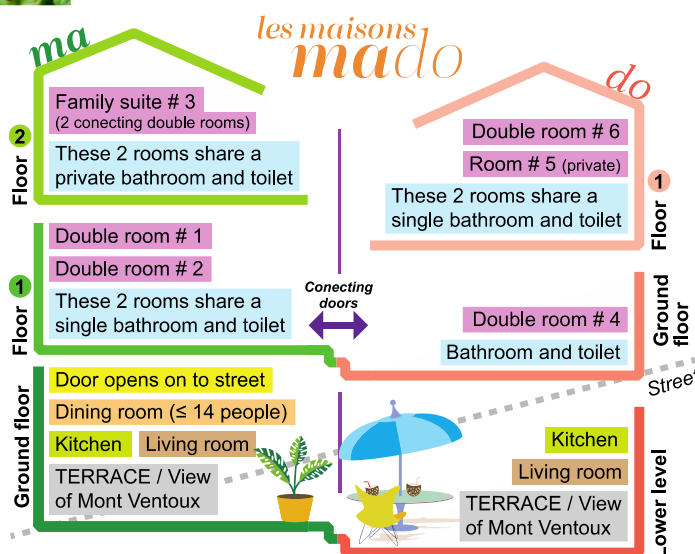 les maisons
mado
ma
Floor 2
Family suite # 3
(2 conecting double rooms)
These 2 rooms share a
private bathroom and toilet
Floor 1
Double room # 1
Double room # 2
These 2 rooms share a
single bathroom and toilet
Ground floor
Door opens on to street
Dining room (≤ 14 people)
Kitchen
Living room
TERRACE / View
of Mont Ventoux
Conecting
doors
do
Floor 1
Double room # 6
Room # 5 (private)
These 2 rooms share a
single bathroom and toilet
Ground
floor
Double room # 4
Bathroom and toilet
Street
Lower level
Kitchen
Living room
TERRACE / View
of Mont Ventoux